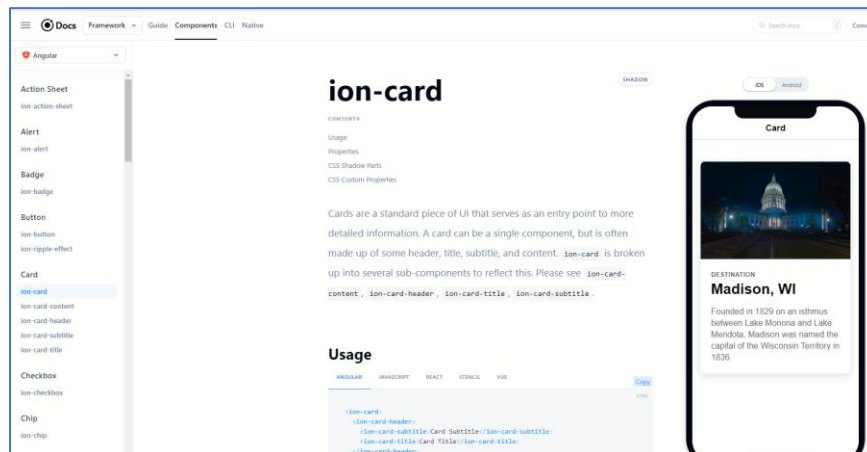 Docs
Framework
Guide
Components
CLI
Native
Search docs
Angular
Action Sheet
ion-action-sheet
Alert
ion-alert
Badge
ion-badge
Button
ion-button
ion-ripple-effect
Card
ion-card
ion-card-content
ion-card-header
ion-card-subtitle
ion-card-title
Checkbox
ion-checkbox
Chip
ion-chip
ion-card
SHADOW
CONTENTS
Usage
Properties
CSS Shadow Parts
CSS Custom Properties
Cards are a standard piece of UI that serves as an entry point to more
detailed information. A card can be a single component, but is often
made up of some header, title, subtitle, and content. ion-card is broken
up into several sub-components to reflect this. Please see ion-card-
content, ion-card-header, ion-card-title, ion-card-subtitle.
Usage
ANGULAR
JAVASCRIPT
REACT
STENCIL
VUE
Copy
HTML
<ion-card>
<ion-card-header>
<ion-card-subtitle>Card Subtitle</ion-card-subtitle>
<ion-card-title>Card Title</ion-card-title>
</ion-card-header>
iOS
Android
Card
DESTINATION
Madison, WI
Founded in 1829 on an isthmus
between Lake Monona and Lake
Mendota, Madison was named the
capital of the Wisconsin Territory in
1836.